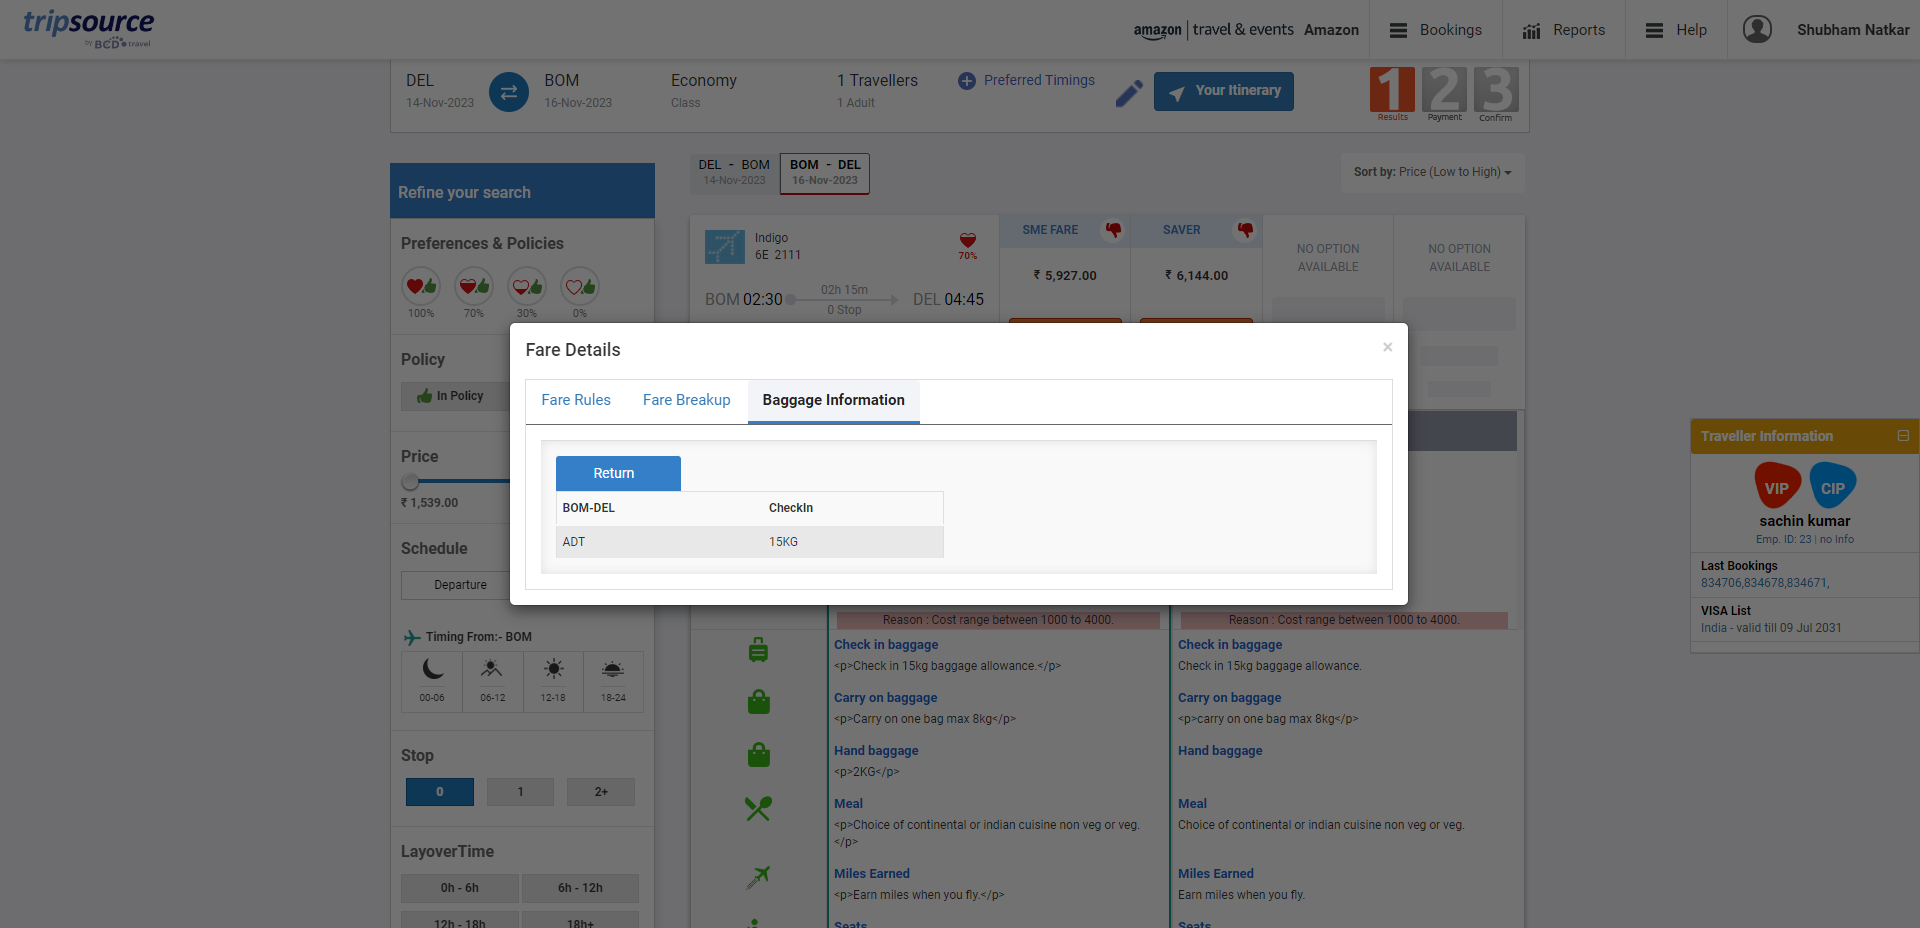 tripsource
by BCD travel
amazon | travel & events Amazon
Bookings
Reports
Help
Shubham Natkar
DEL
14-Nov-2023
BOM
16-Nov-2023
Economy
Class
1 Travellers
1 Adult
Preferred Timings
Your Itinerary
1 2 3
Results Payment Confirm
Refine your search
Preferences & Policies
100% 70% 30% 0%
Policy
In Policy
Price
₹ 1,539.00
Schedule
Departure
Timing From:- BOM
00-06 06-12 12-18 18-24
Stop
0 1 2+
LayoverTime
0h - 6h 6h - 12h
12h - 18h 18h+
DEL - BOM
14-Nov-2023
BOM - DEL
16-Nov-2023
Sort by: Price (Low to High)
Indigo
6E 2111
70%
BOM 02:30
02h 15m
0 Stop
DEL 04:45
SME FARE
₹ 5,927.00
SAVER
₹ 6,144.00
NO OPTION
AVAILABLE
NO OPTION
AVAILABLE
Fare Details
×
Fare Rules Fare Breakup Baggage Information
Return
BOM-DEL CheckIn
ADT 15KG
Reason : Cost range between 1000 to 4000.
Reason : Cost range between 1000 to 4000.
Check in baggage
<p>Check in 15kg baggage allowance.</p>
Check in baggage
Check in 15kg baggage allowance.
Carry on baggage
<p>Carry on one bag max 8kg</p>
Carry on baggage
<p>carry on one bag max 8kg</p>
Hand baggage
<p>2KG</p>
Hand baggage
Meal
<p>Choice of continental or indian cuisine non veg or veg.
</p>
Meal
Choice of continental or indian cuisine non veg or veg.
Miles Earned
<p>Earn miles when you fly.</p>
Miles Earned
Earn miles when you fly.
Seats
Seats
Traveller Information
VIP CIP
sachin kumar
Emp. ID: 23 | no Info
Last Bookings
834706,834678,834671,
VISA List
India - valid till 09 Jul 2031